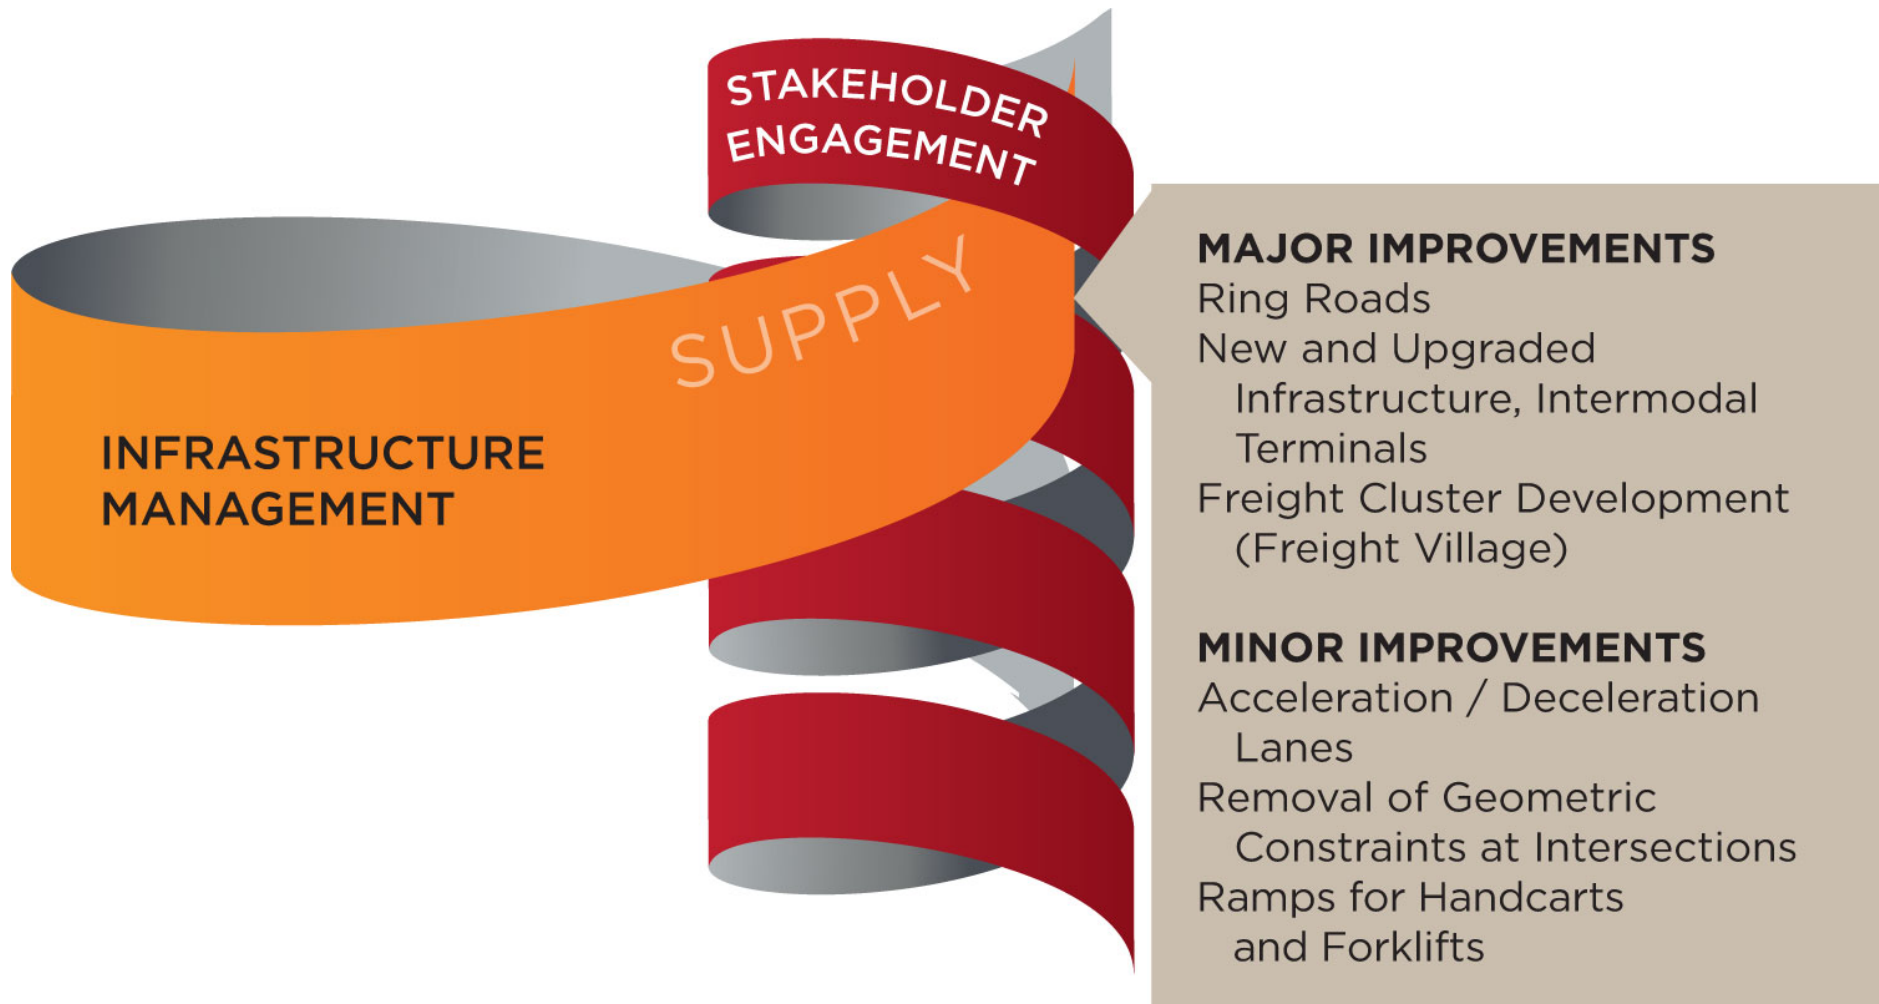 STAKEHOLDER
ENGAGEMENT
SUPPLY
INFRASTRUCTURE
MANAGEMENT
MAJOR IMPROVEMENTS
Ring Roads
New and Upgraded
Infrastructure, Intermodal
Terminals
Freight Cluster Development
(Freight Village)
MINOR IMPROVEMENTS
Acceleration / Deceleration
Lanes
Removal of Geometric
Constraints at Intersections
Ramps for Handcarts
and Forklifts